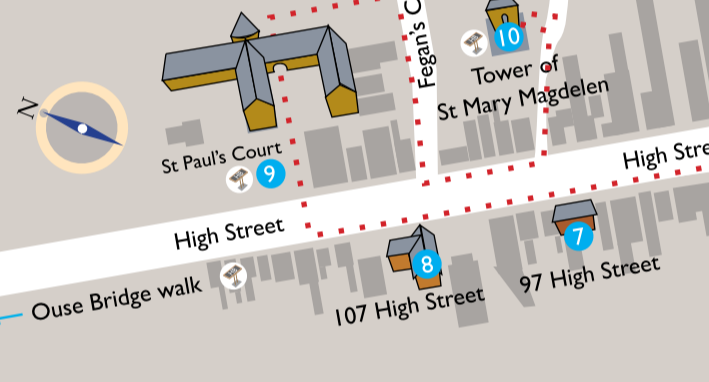 Fegan's C
10
Tower of
St Mary Magdelen
N
St Paul's Court
9
High Stre
High Street
7
8
97 High Street
Ouse Bridge walk
107 High Street